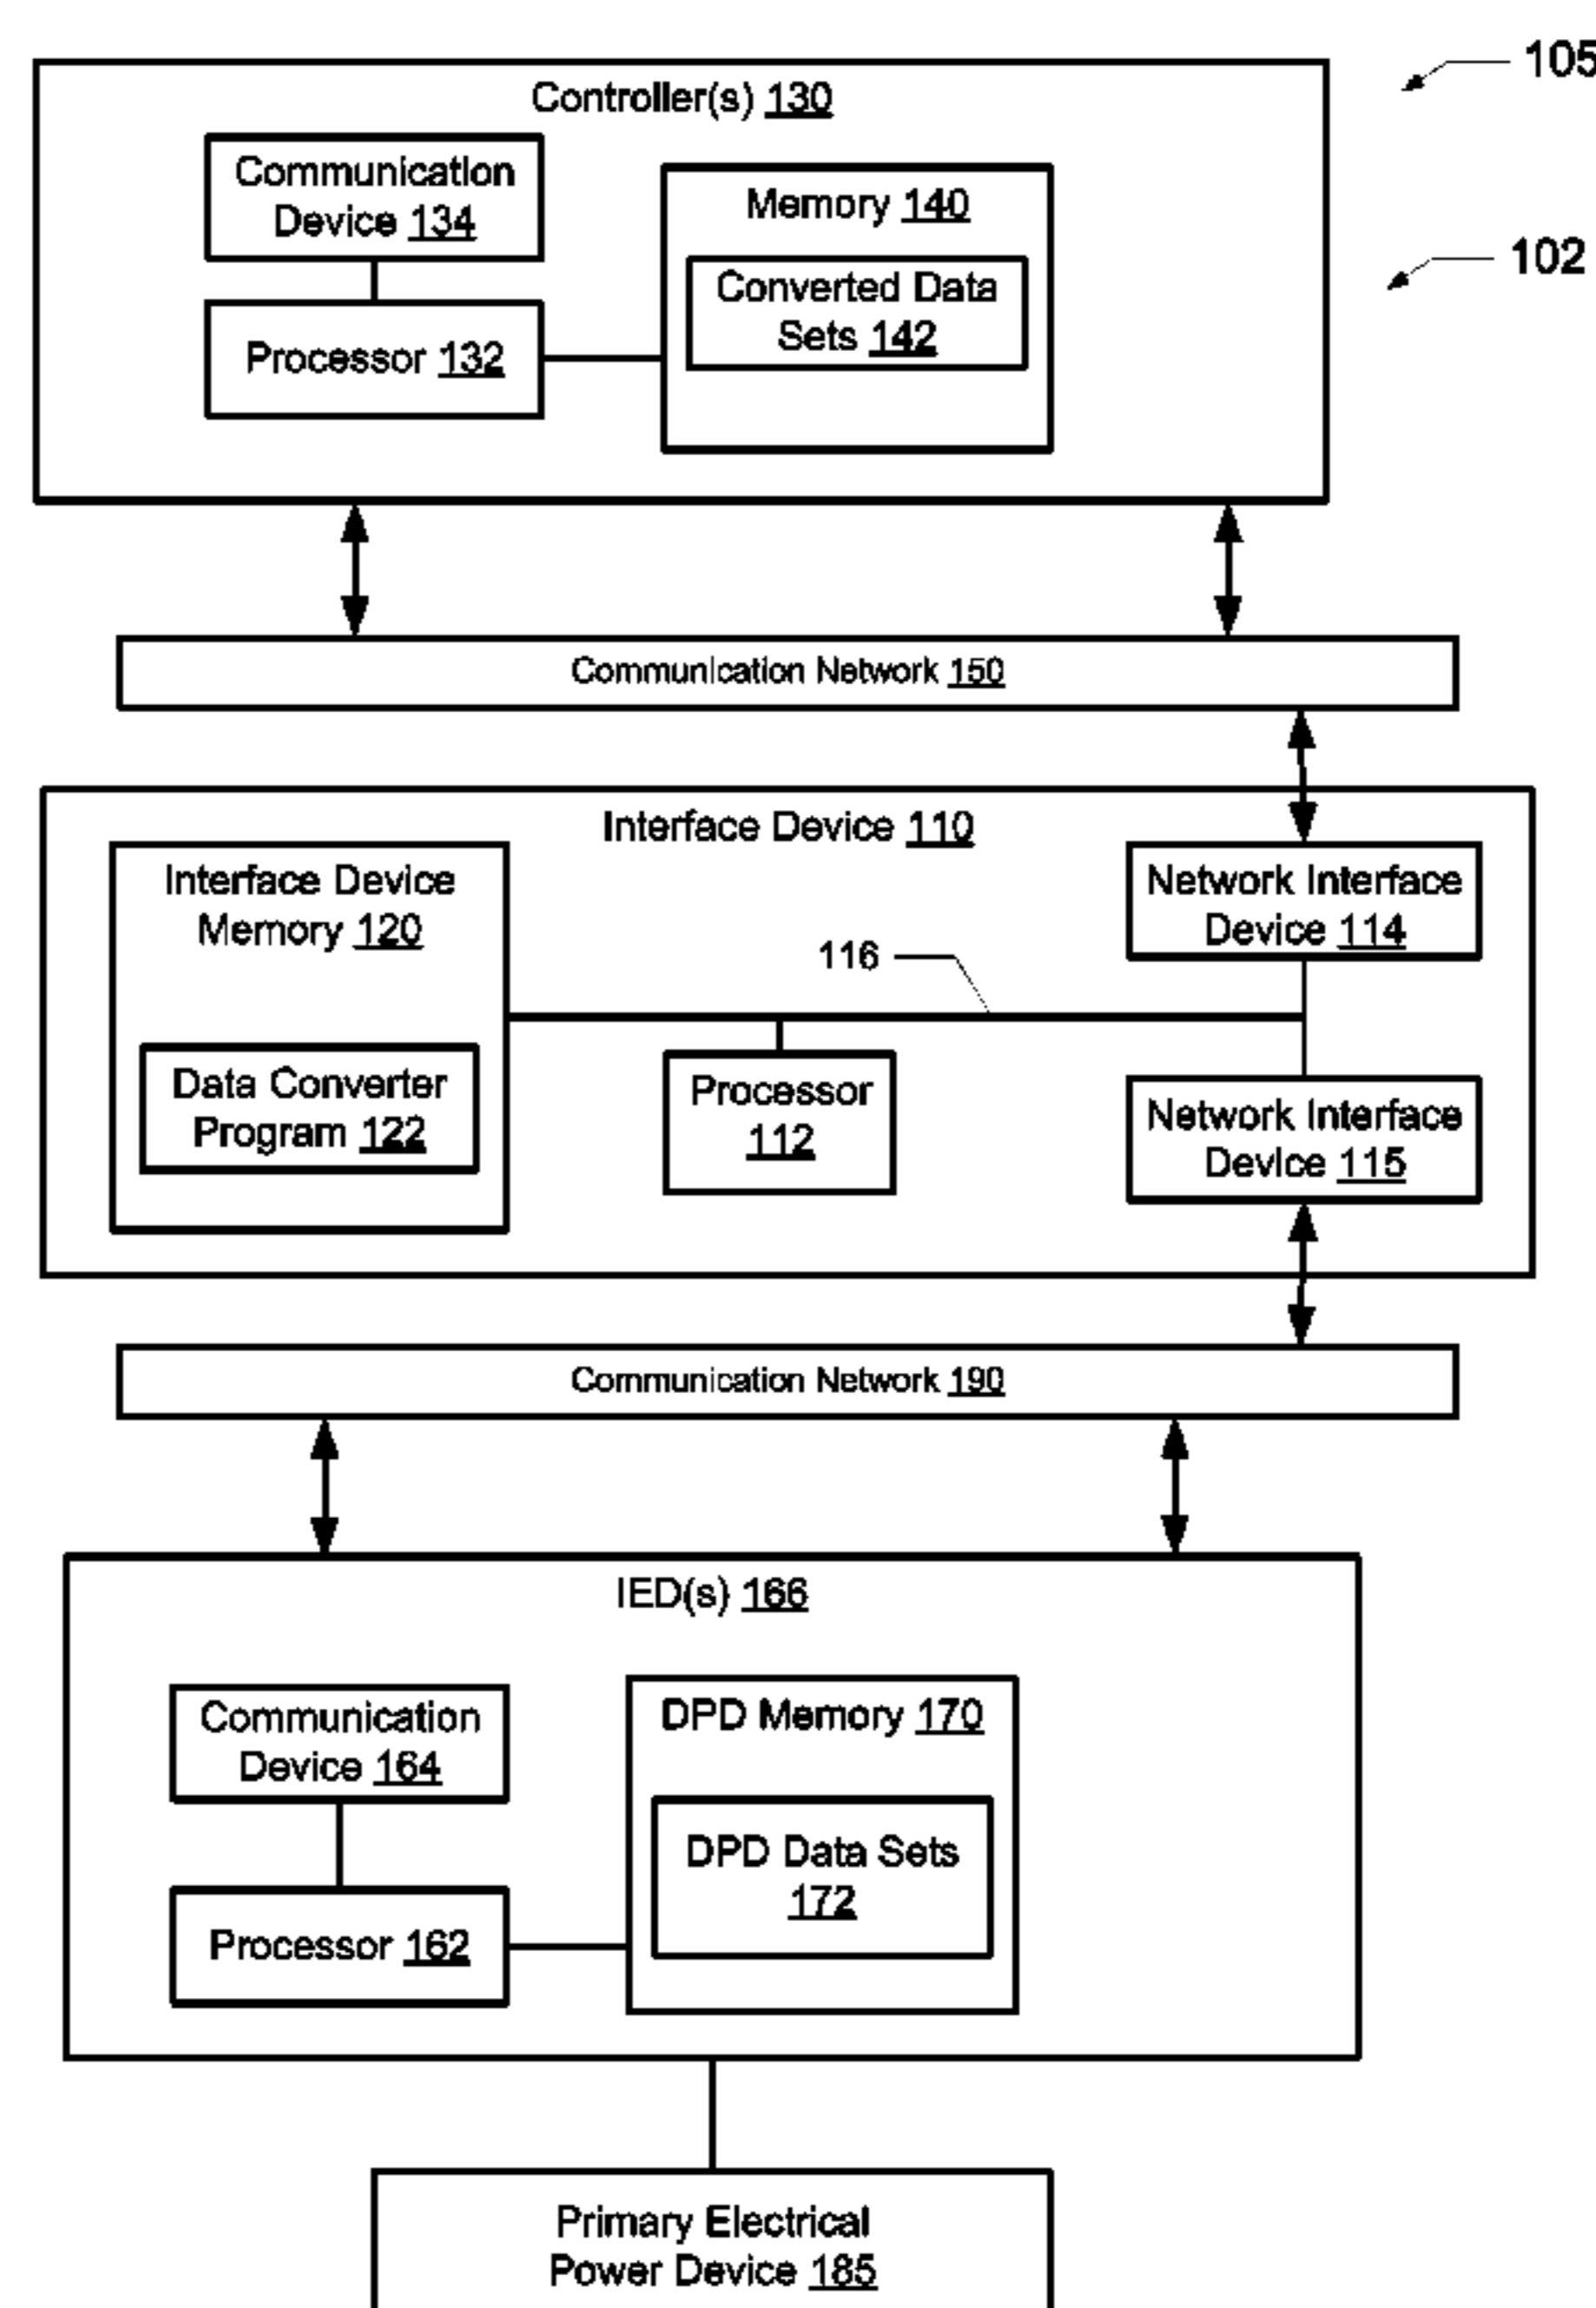 105
Controller(s) 130
Communication
Device 134
Memory 140
102
Converted Data
Sets 142
Processor 132
Communication Network 150
Interface Device 110
Interface Device
Memory 120
Network Interface
Device 114
116
Data Converter
Program 122
Processor
112
Network Interface
Device 115
Communication Network 190
IED(s) 166
Communication
Device 164
DPD Memory 170
DPD Data Sets
172
Processor 162
Primary Electrical
Power Device 185